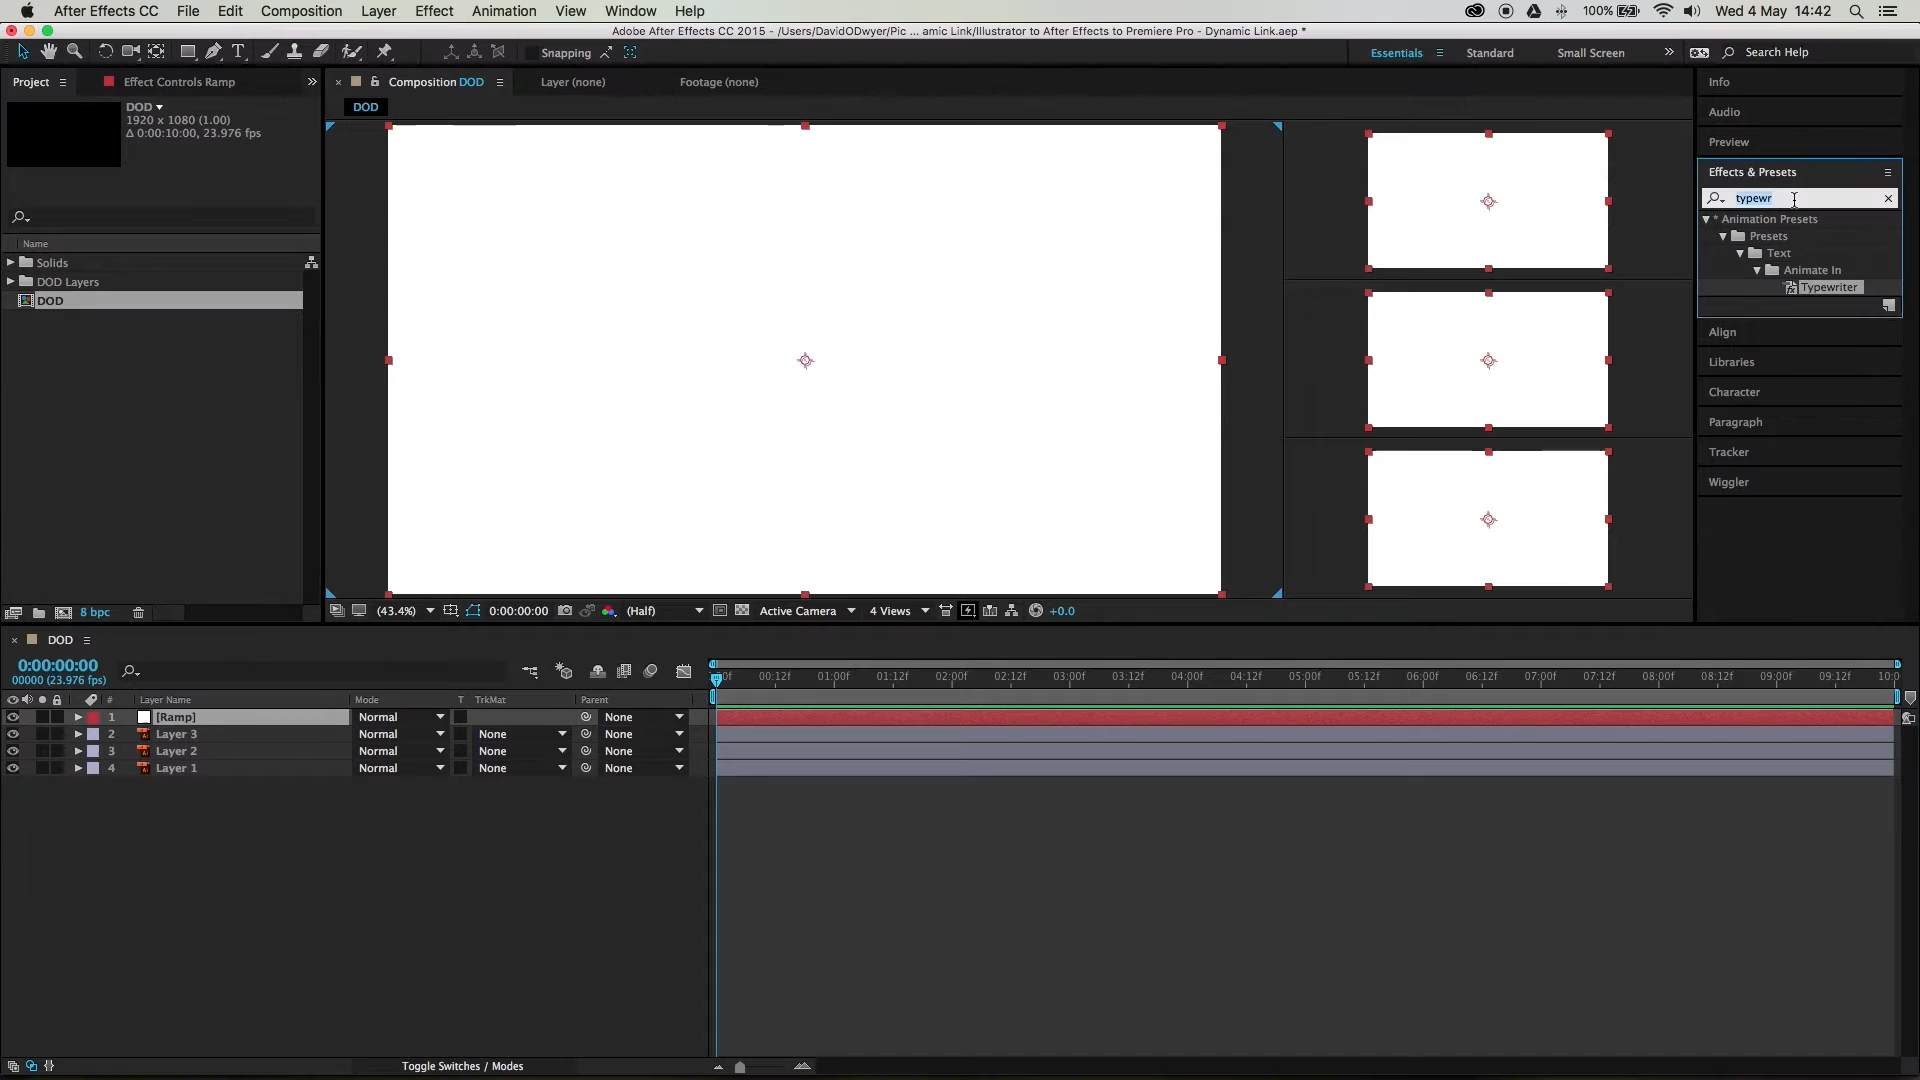 After Effects CC File Edit Composition Layer Effect Animation View Window Help 100% Wed 4 May 14:42
Adobe After Effects CC 2015 - /Users/DavidODwyer/Pic ... amic Link/Illustrator to After Effects to Premiere Pro - Dynamic Link.aep *
Snapping Essentials Standard Small Screen » Search Help
Project Effect Controls Ramp » × Composition DOD Layer (none) Footage (none) Info
DOD
1920 x 1080 (1.00)
Δ 0:00:10:00, 23.976 fps
DOD
Audio
Preview
Effects & Presets
typewr ×
* Animation Presets
Presets
Text
Animate In
Typewriter
Name
Solids
DOD Layers
DOD
Align
Libraries
Character
Paragraph
Tracker
Wiggler
8 bpc (43.4%) 0:00:00:00 (Half) Active Camera 4 Views +0.0
× DOD
0:00:00:00
00000 (23.976 fps)
0f 00:12f 01:00f 01:12f 02:00f 02:12f 03:00f 03:12f 04:00f 04:12f 05:00f 05:12f 06:00f 06:12f 07:00f 07:12f 08:00f 08:12f 09:00f 09:12f 10:0
# Layer Name Mode T TrkMat Parent
1 [Ramp] Normal None
2 Layer 3 Normal None None
3 Layer 2 Normal None None
4 Layer 1 Normal None None
Toggle Switches / Modes